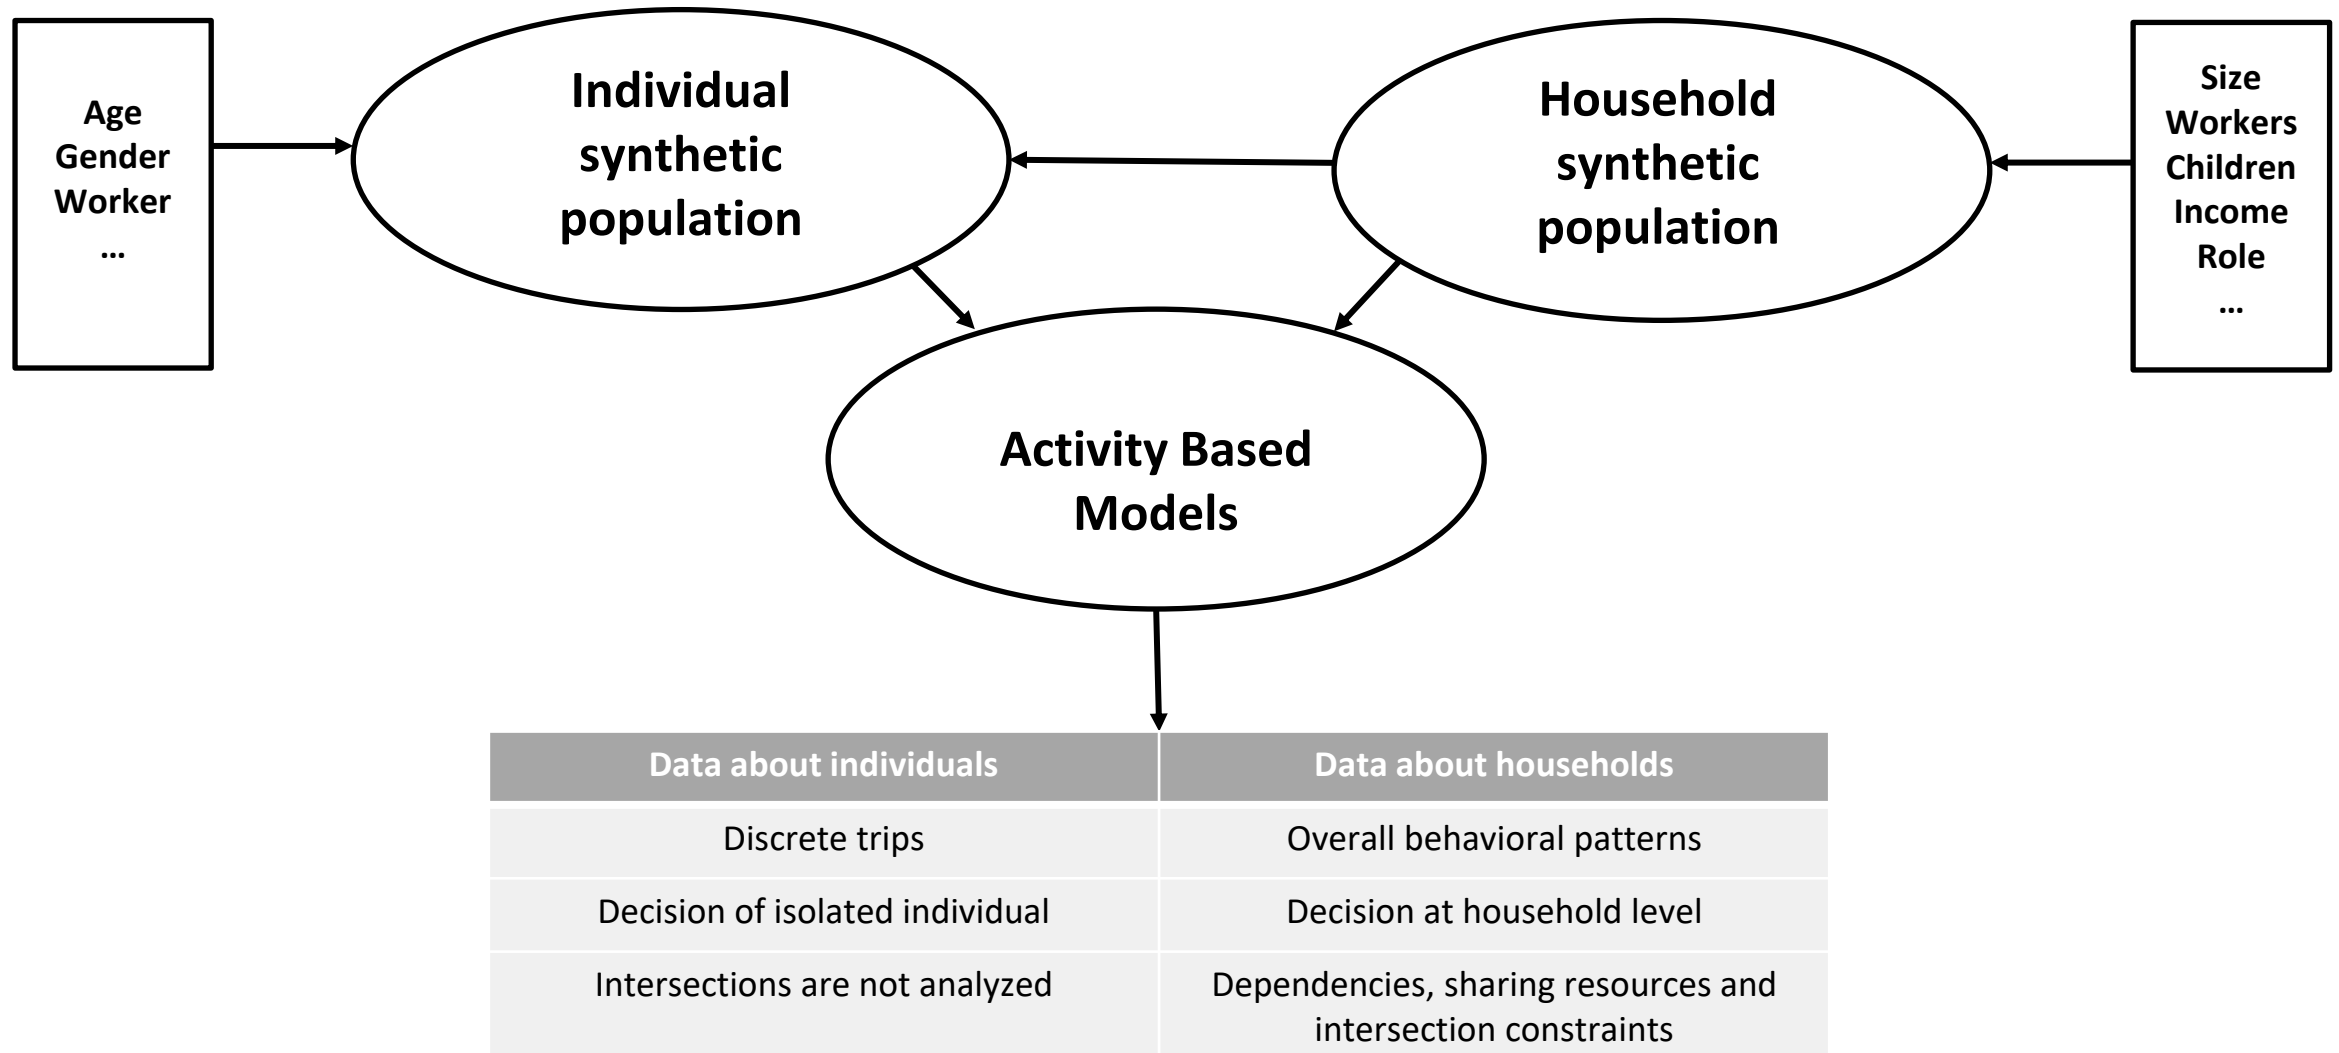 Age
Gender
Worker
...
Individual
synthetic
population
Household
synthetic
population
Size
Workers
Children
Income
Role
...
Activity Based
Models
Data about individuals
Data about households
Discrete trips
Overall behavioral patterns
Decision of isolated individual
Decision at household level
Intersections are not analyzed
Dependencies, sharing resources and
intersection constraints